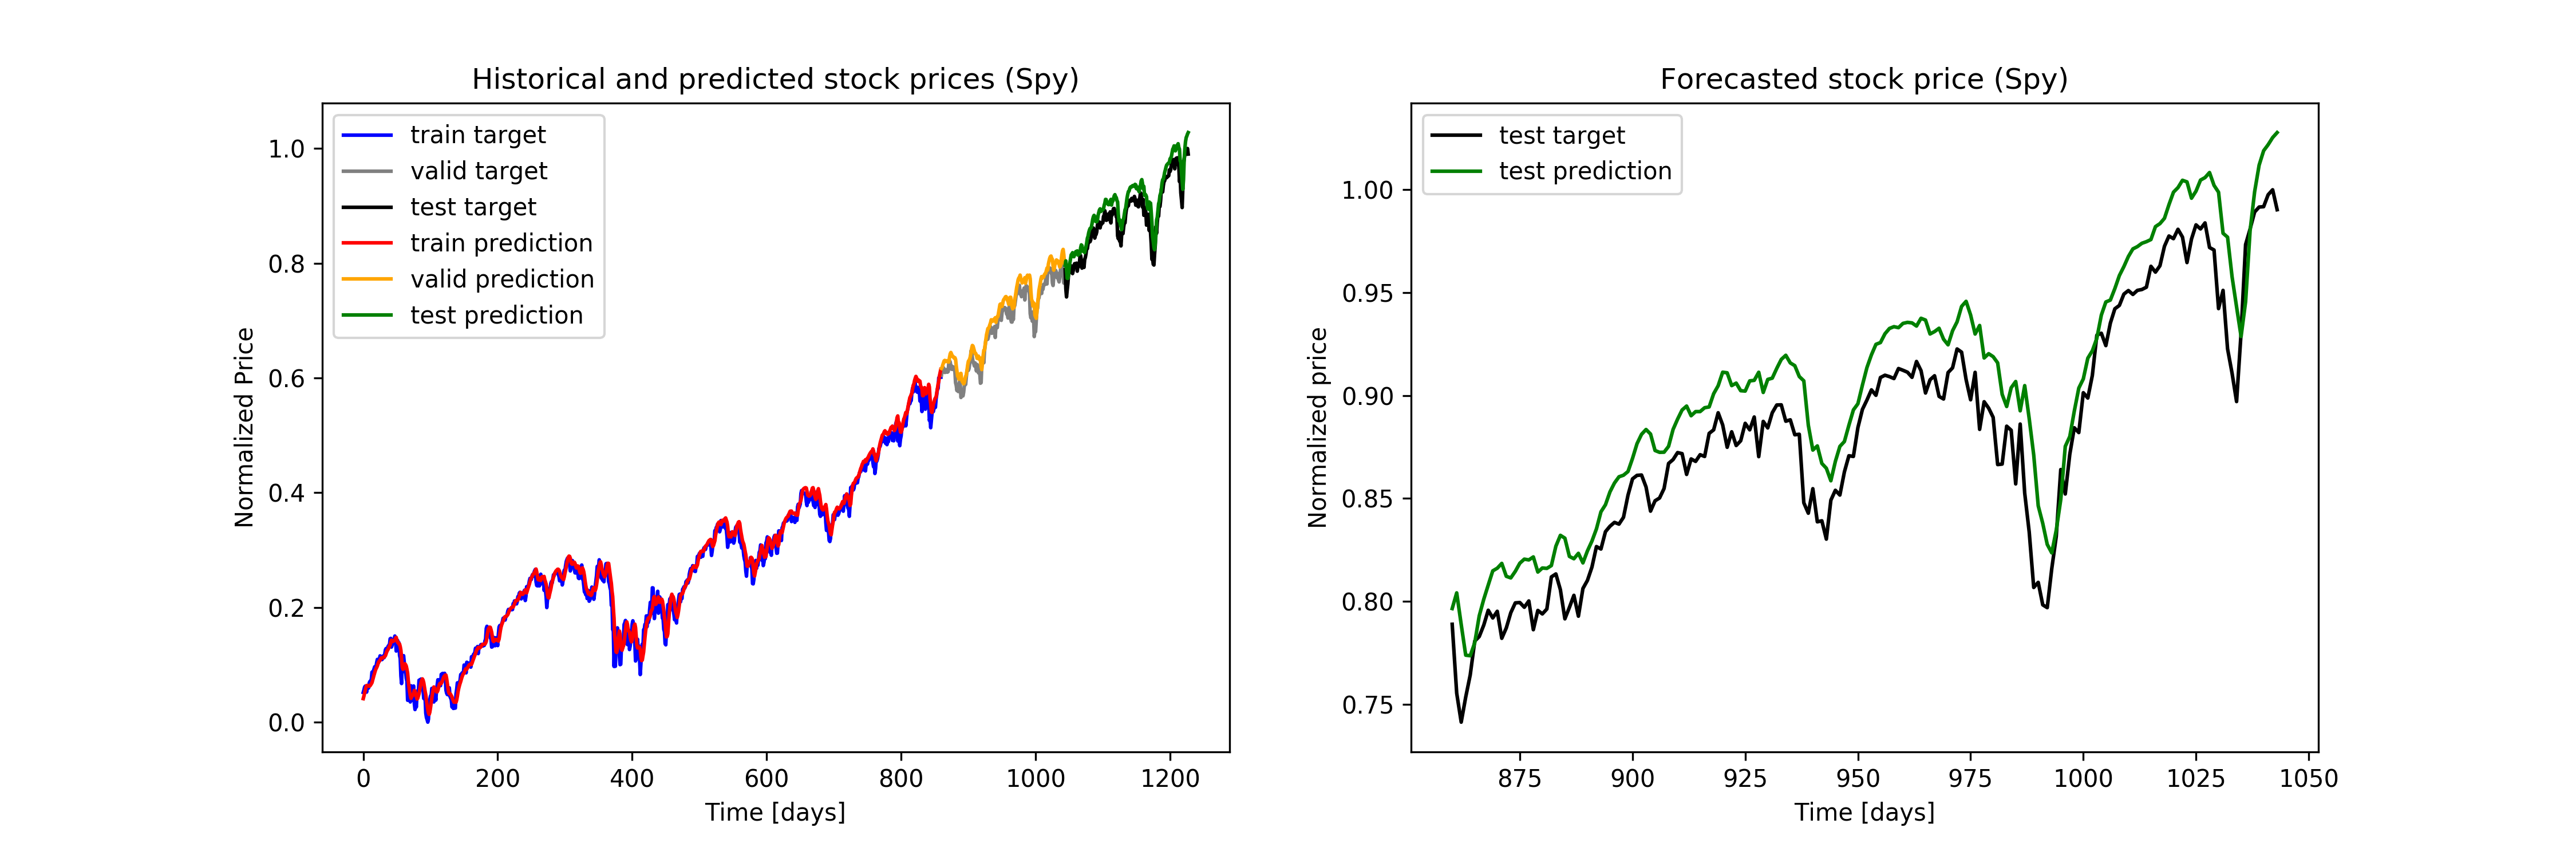 Historical and predicted stock prices (Spy)
train target
valid target
test target
train prediction
valid prediction
test prediction
1.0
0.8
0.6
0.4
0.2
0.0
Normalized Price
0 200 400 600 800 1000 1200
Time [days]
Forecasted stock price (Spy)
test target
test prediction
1.00
0.95
0.90
0.85
0.80
0.75
Normalized price
875 900 925 950 975 1000 1025 1050
Time [days]